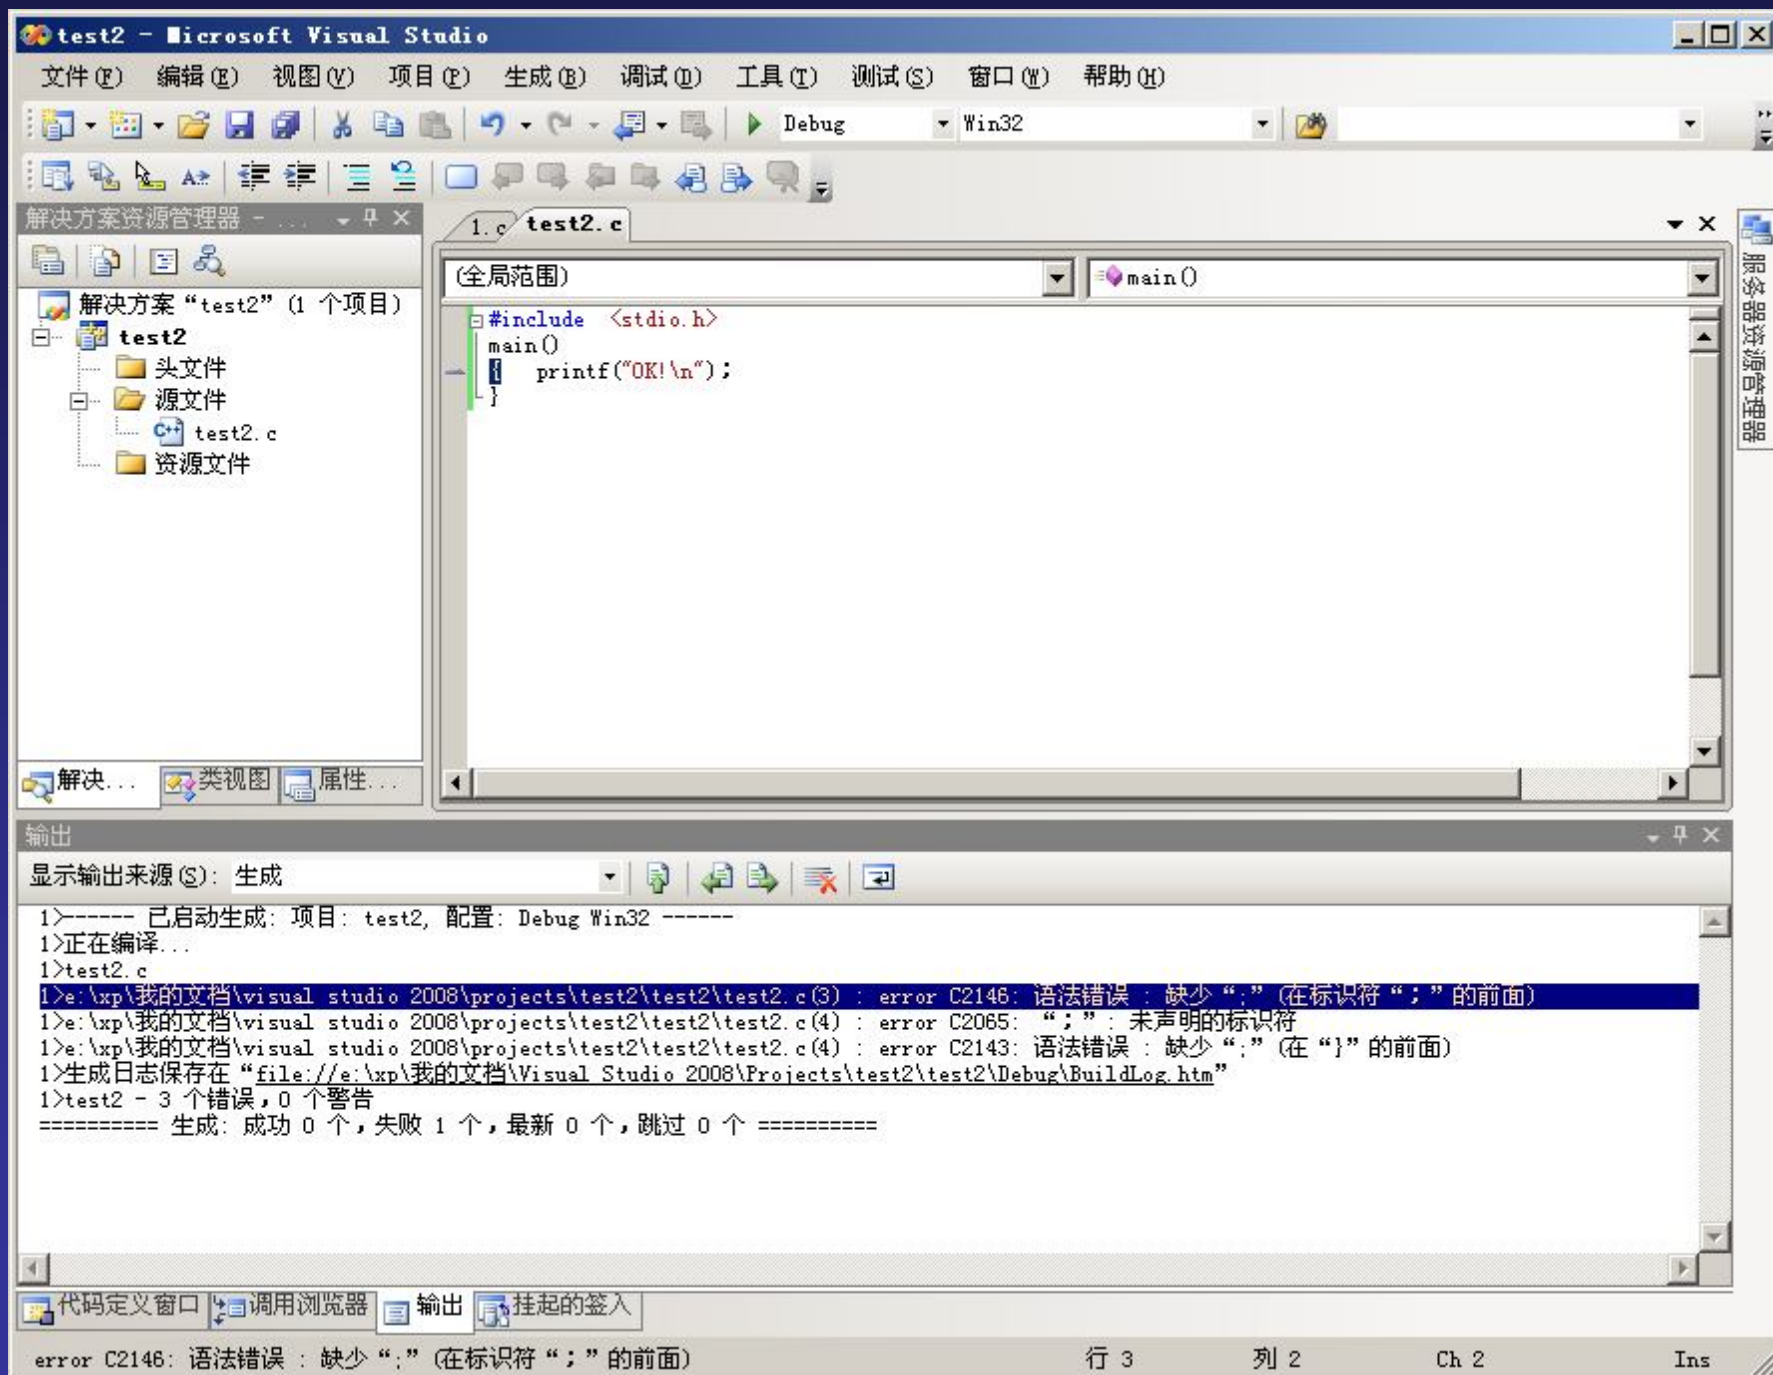 test2 - Microsoft Visual Studio
文件(F) 编辑(E) 视图(V) 项目(P) 生成(B) 调试(D) 工具(T) 测试(S) 窗口(W) 帮助(H)
Debug Win32
解决方案资源管理器 - ...
解决方案“test2”(1 个项目)
test2
头文件
源文件
test2.c
资源文件
解决... 类视图 属性...
1.c test2.c
(全局范围) main()
#include <stdio.h>
main()
{ printf("OK!\n")；
}
服务器资源管理器
输出
显示输出来源(S): 生成
1>------ 已启动生成: 项目: test2, 配置: Debug Win32 ------
1>正在编译...
1>test2.c
1>e:\xp\我的文档\visual studio 2008\projects\test2\test2\test2.c(3) : error C2146: 语法错误 : 缺少“;”(在标识符“；”的前面)
1>e:\xp\我的文档\visual studio 2008\projects\test2\test2\test2.c(4) : error C2065: “；”: 未声明的标识符
1>e:\xp\我的文档\visual studio 2008\projects\test2\test2\test2.c(4) : error C2143: 语法错误 : 缺少“;”(在“}”的前面)
1>生成日志保存在“file://e:\xp\我的文档\Visual Studio 2008\Projects\test2\test2\Debug\BuildLog.htm”
1>test2 - 3 个错误，0 个警告
========== 生成: 成功 0 个，失败 1 个，最新 0 个，跳过 0 个 ==========
代码定义窗口 调用浏览器 输出 挂起的签入
error C2146: 语法错误 : 缺少“;”(在标识符“；”的前面) 行 3 列 2 Ch 2 Ins